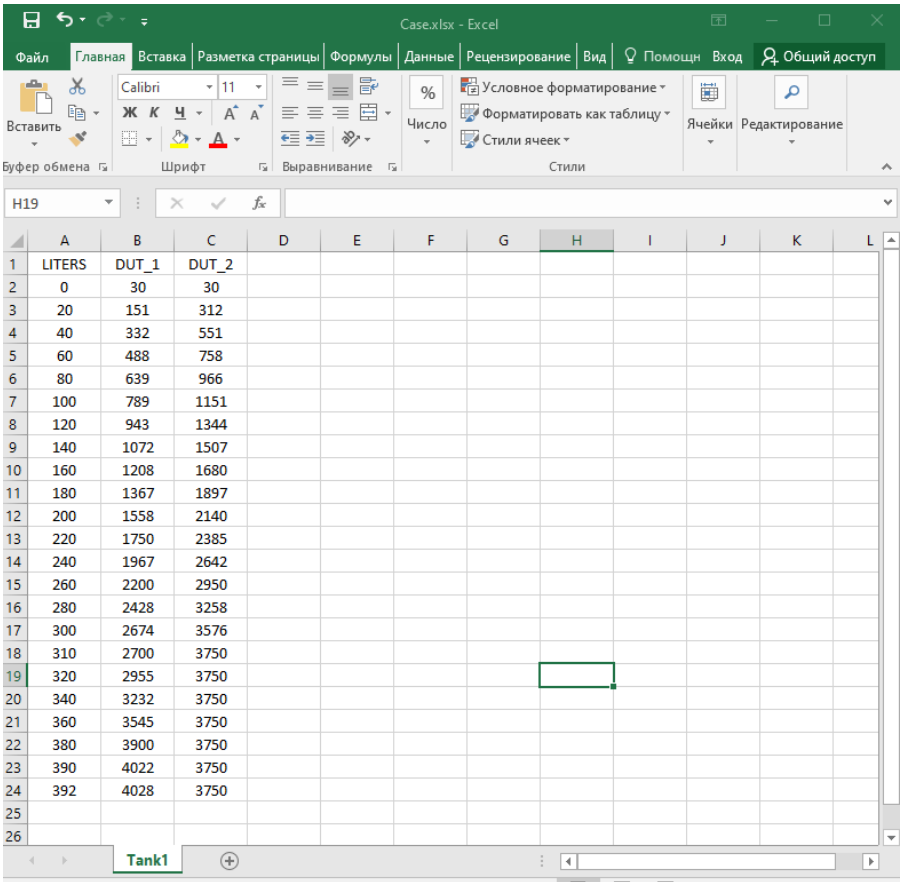 Case.xlsx - Excel
Файл Главная Вставка Разметка страницы Формулы Данные Рецензирование Вид Помощн Вход Общий доступ
Calibri 11 % Условное форматирование
Ж К Ч А А Форматировать как таблицу
Вставить А Число Стили ячеек Ячейки Редактирование
Буфер обмена Шрифт Выравнивание Стили
H19 fx
A B C D E F G H I J K L
1 LITERS DUT_1 DUT_2
2 0 30 30
3 20 151 312
4 40 332 551
5 60 488 758
6 80 639 966
7 100 789 1151
8 120 943 1344
9 140 1072 1507
10 160 1208 1680
11 180 1367 1897
12 200 1558 2140
13 220 1750 2385
14 240 1967 2642
15 260 2200 2950
16 280 2428 3258
17 300 2674 3576
18 310 2700 3750
19 320 2955 3750
20 340 3232 3750
21 360 3545 3750
22 380 3900 3750
23 390 4022 3750
24 392 4028 3750
25
26
Tank1